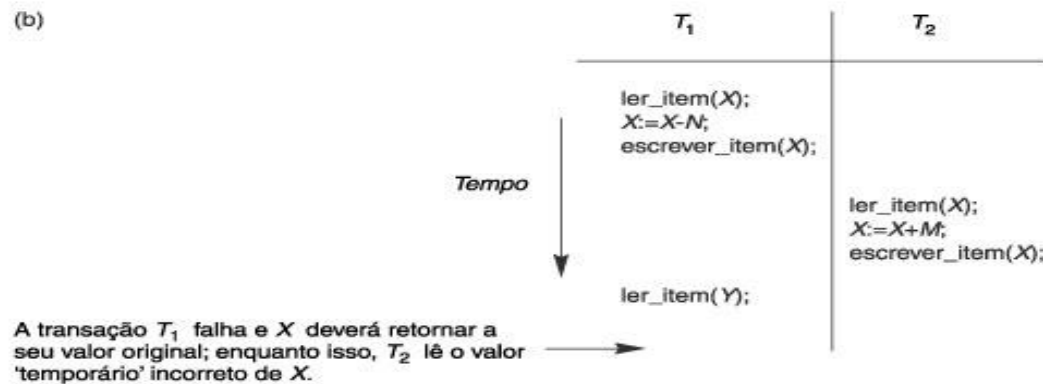 (b)
T1
T2
ler_item(X);
X:=X-N;
escrever_item(X);
Tempo
ler_item(X);
X:=X+M;
escrever_item(X);
ler_item(Y);
A transação T1 falha e X deverá retornar a
seu valor original; enquanto isso, T2 lê o valor
'temporário' incorreto de X.